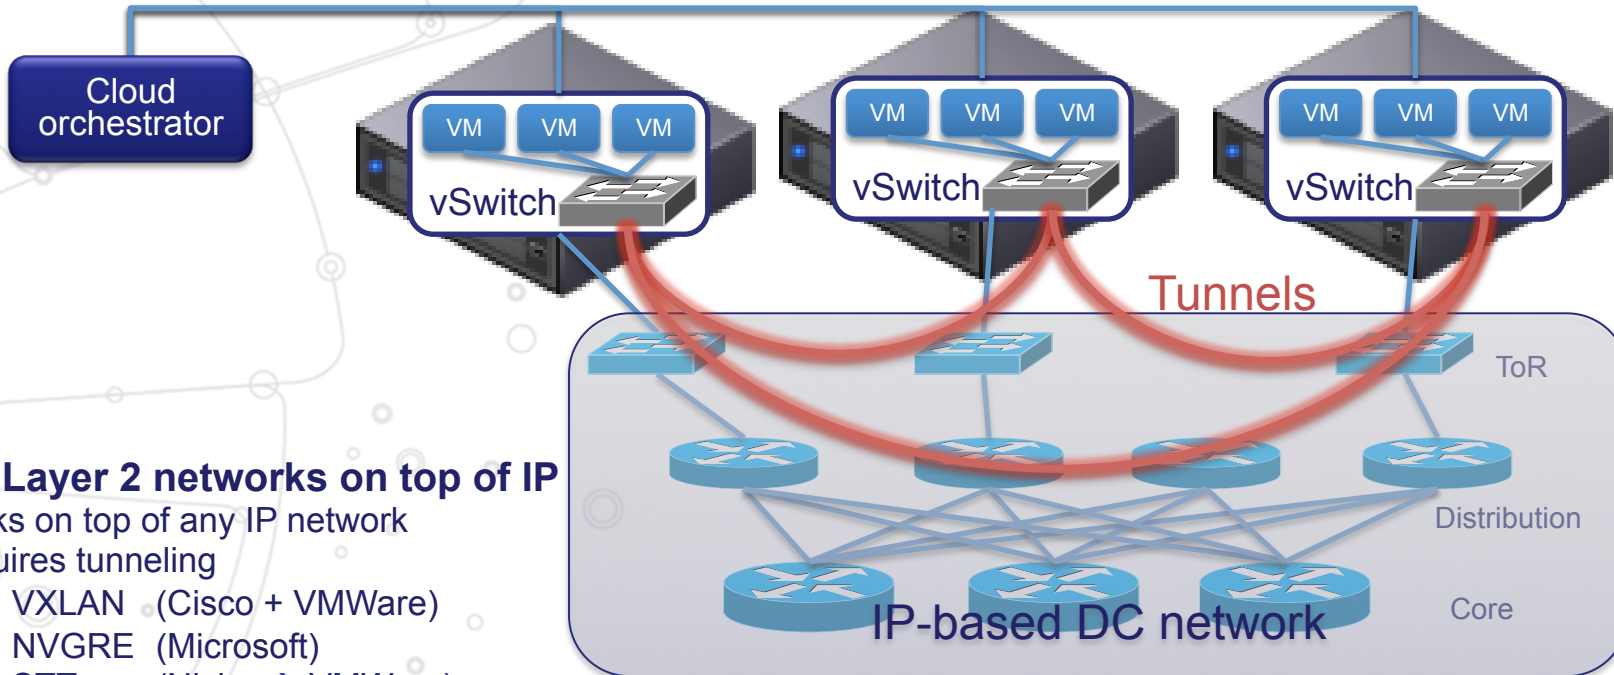 Cloud
orchestrator
VM VM VM
vSwitch
VM VM VM
vSwitch
VM VM VM
vSwitch
Tunnels
ToR
Layer 2 networks on top of IP
ks on top of any IP network
uires tunneling
VXLAN (Cisco + VMWare)
NVGRE (Microsoft)
Distribution
Core
IP-based DC network